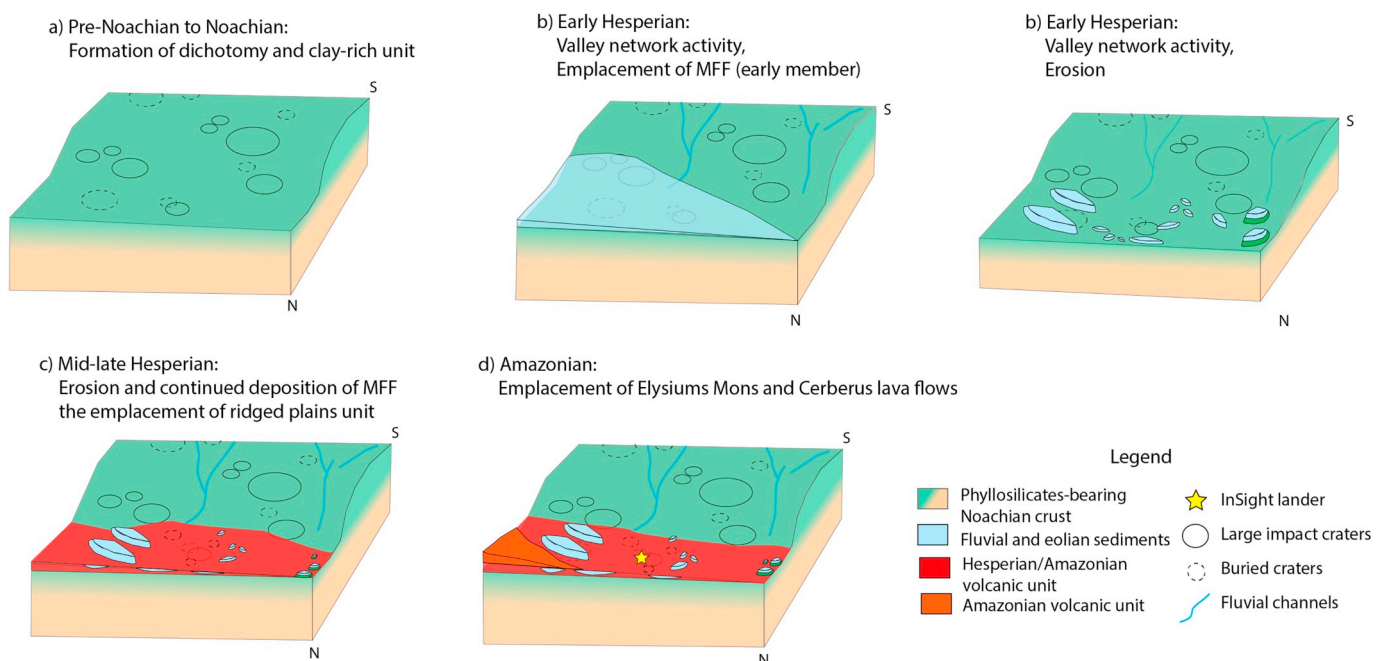 a) Pre-Noachian to Noachian:
Formation of dichotomy and clay-rich unit
S
N
b) Early Hesperian:
Valley network activity,
Emplacement of MFF (early member)
S
N
b) Early Hesperian:
Valley network activity,
Erosion
S
N
c) Mid-late Hesperian:
Erosion and continued deposition of MFF
the emplacement of ridged plains unit
S
N
d) Amazonian:
Emplacement of Elysiums Mons and Cerberus lava flows
S
N
Legend
Phyllosilicates-bearing
Noachian crust
Fluvial and eolian sediments
Hesperian/Amazonian
volcanic unit
Amazonian volcanic unit
InSight lander
Large impact craters
Buried craters
Fluvial channels